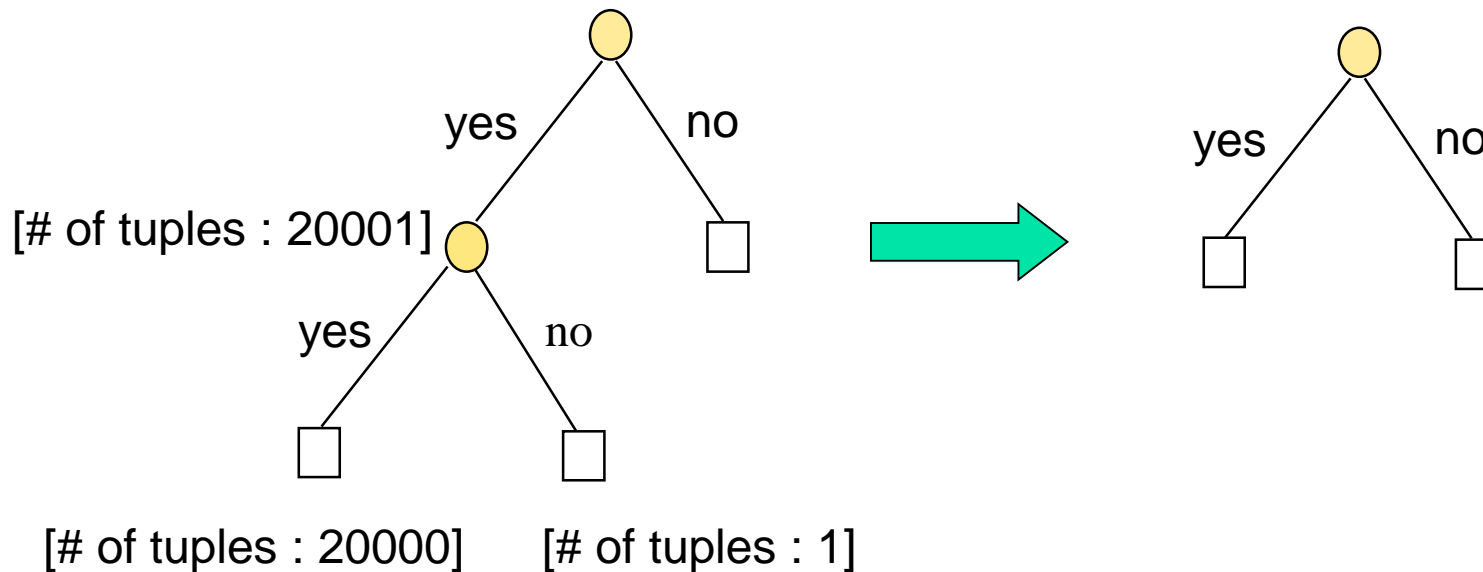 yes
no
yes
no
[# of tuples : 20001]
yes
no
[# of tuples : 20000]
[# of tuples : 1]